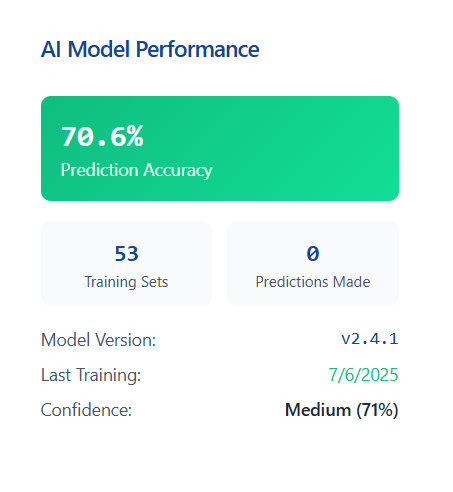 AI Model Performance
70.6%
Prediction Accuracy
53
Training Sets
0
Predictions Made
Model Version: v2.4.1
Last Training: 7/6/2025
Confidence: Medium (71%)